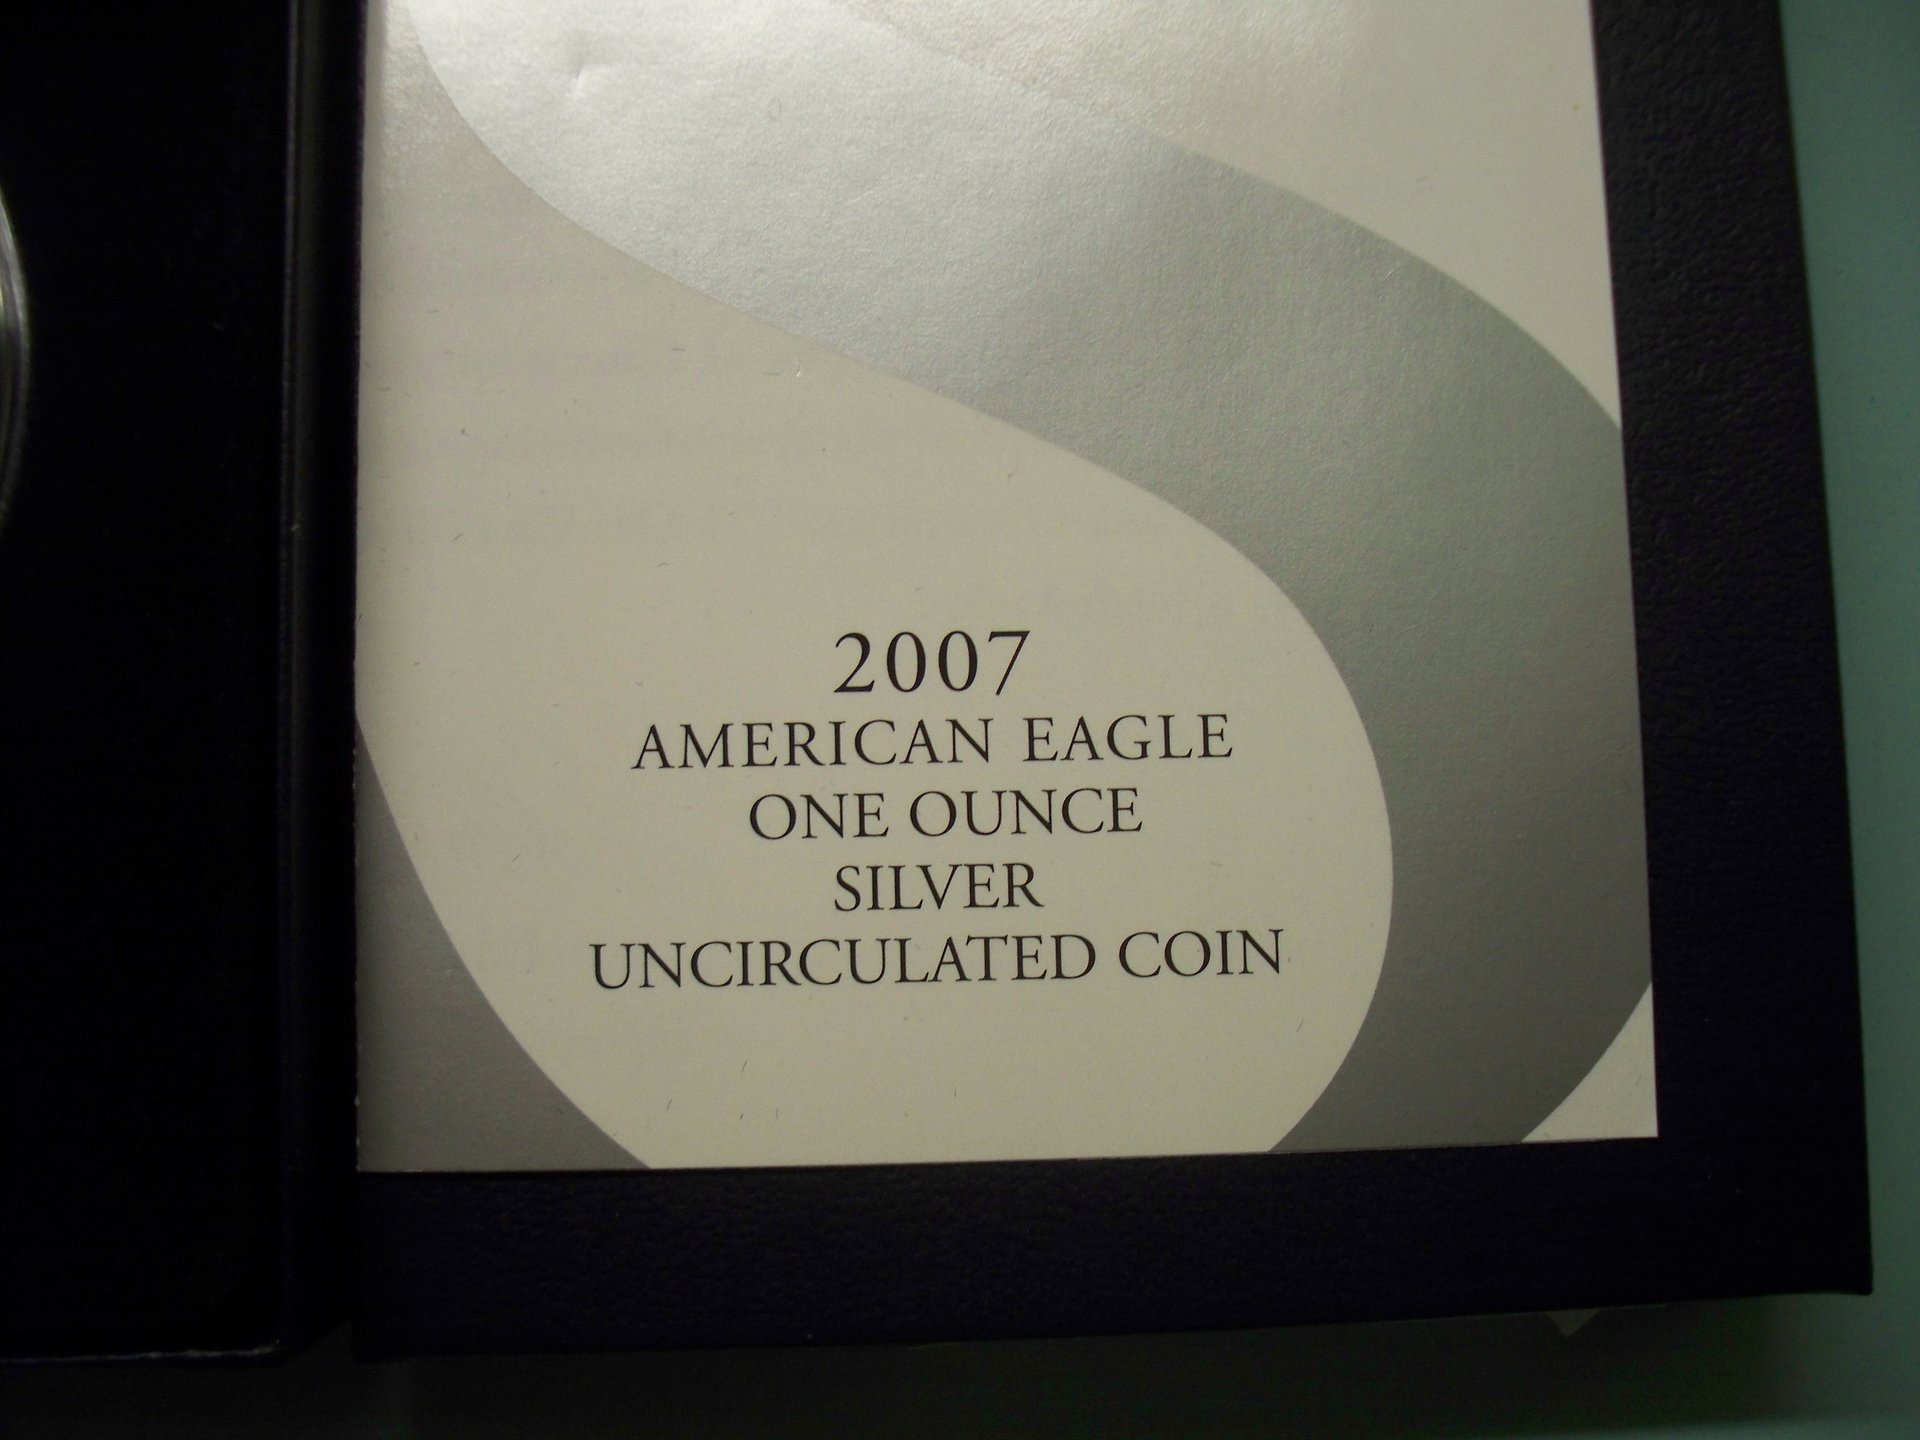 2007
AMERICAN EAGLE
ONE OUNCE
SILVER
UNCIRCULATED COIN